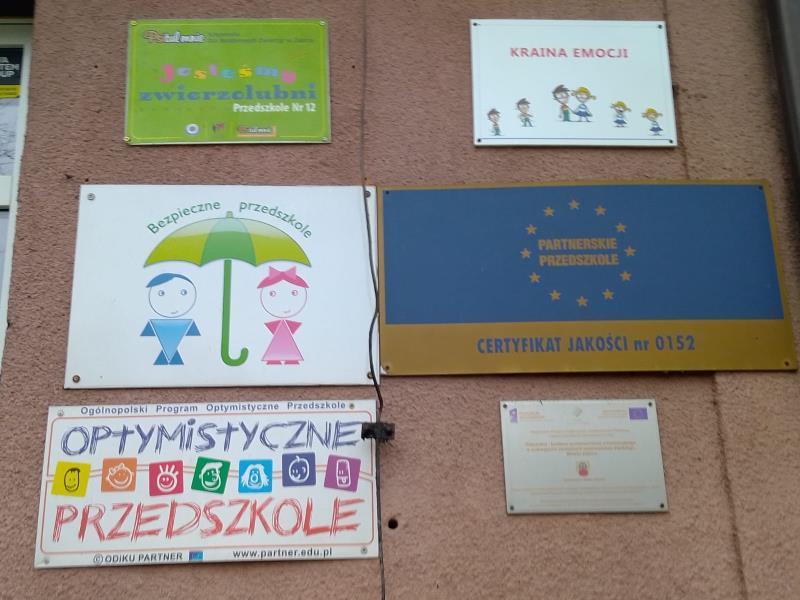 Jesteśmy
zwierzolubni
Przedszkole Nr 12
KRAINA EMOCJI
Bezpieczne przedszkole
PARTNERSKIE
PRZEDSZKOLE
CERTYFIKAT JAKOŚCI nr 0152
Ogólnopolski Program Optymistyczne Przedszkole
OPTYMISTYCZNE
PRZEDSZKOLE
© ODiKU PARTNER www.partner.edu.pl